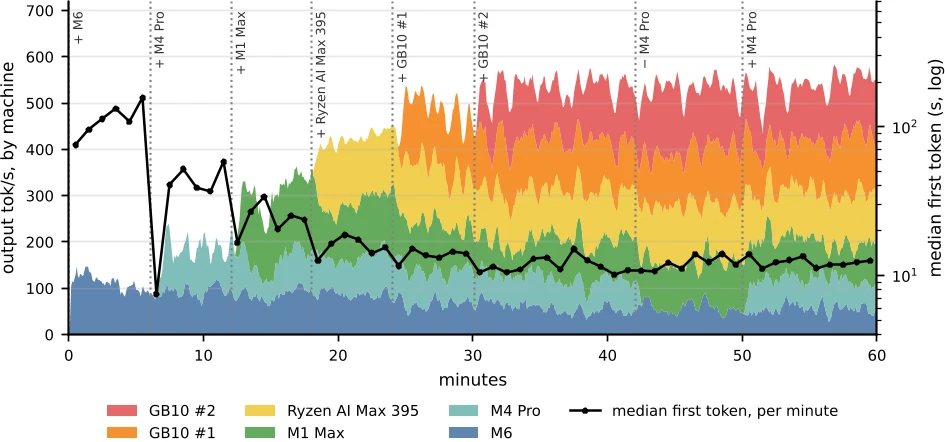 output tok/s, by machine
700
600
500
400
300
200
100
0
+ M6
+ M4 Pro
+ M1 Max
+ Ryzen AI Max 395
+ GB10 #1
+ GB10 #2
− M4 Pro
+ M4 Pro
10²
10¹
median first token (s, log)
0 10 20 30 40 50 60
minutes
GB10 #2 Ryzen AI Max 395 M4 Pro median first token, per minute
GB10 #1 M1 Max M6